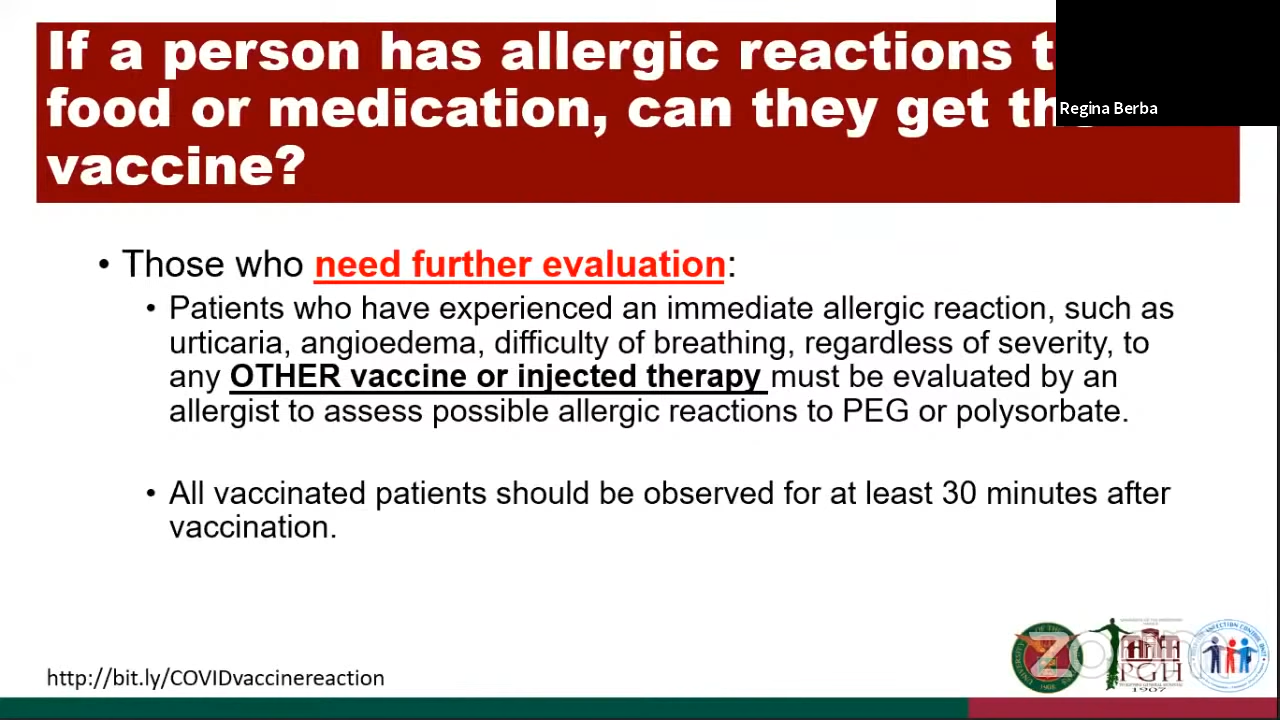 If a person has allergic reactions t
food or medication, can they get th
vaccine?
Regina Berba
• Those who need further evaluation:
• Patients who have experienced an immediate allergic reaction, such as
urticaria, angioedema, difficulty of breathing, regardless of severity, to
any OTHER vaccine or injected therapy must be evaluated by an
allergist to assess possible allergic reactions to PEG or polysorbate.
• All vaccinated patients should be observed for at least 30 minutes after
vaccination.
http://bit.ly/COVIDvaccinereaction
zoom
PGH
1907